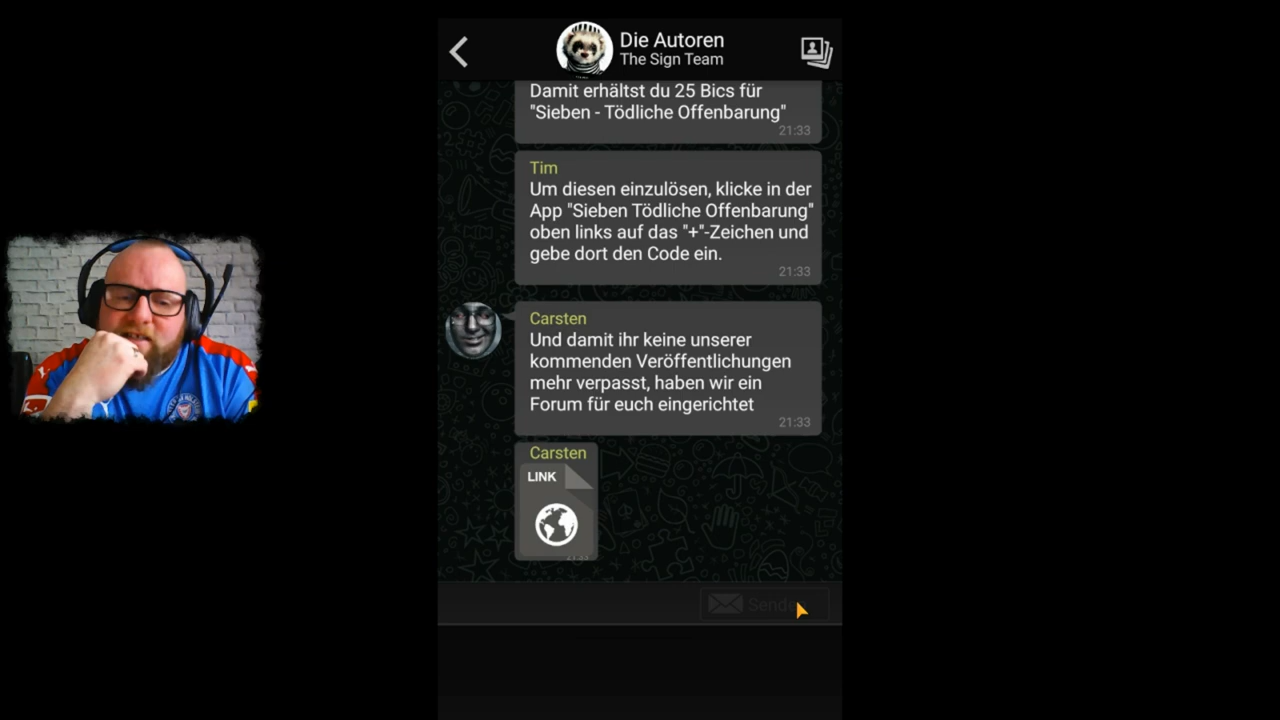 Die Autoren
The Sign Team
Damit erhältst du 25 Bics für
"Sieben - Tödliche Offenbarung"
21:33
Tim
Um diesen einzulösen, klicke in der
App "Sieben Tödliche Offenbarung"
oben links auf das "+"-Zeichen und
gebe dort den Code ein.
21:33
Carsten
Und damit ihr keine unserer
kommenden Veröffentlichungen
mehr verpasst, haben wir ein
Forum für euch eingerichtet
21:33
Carsten
LINK
21:33